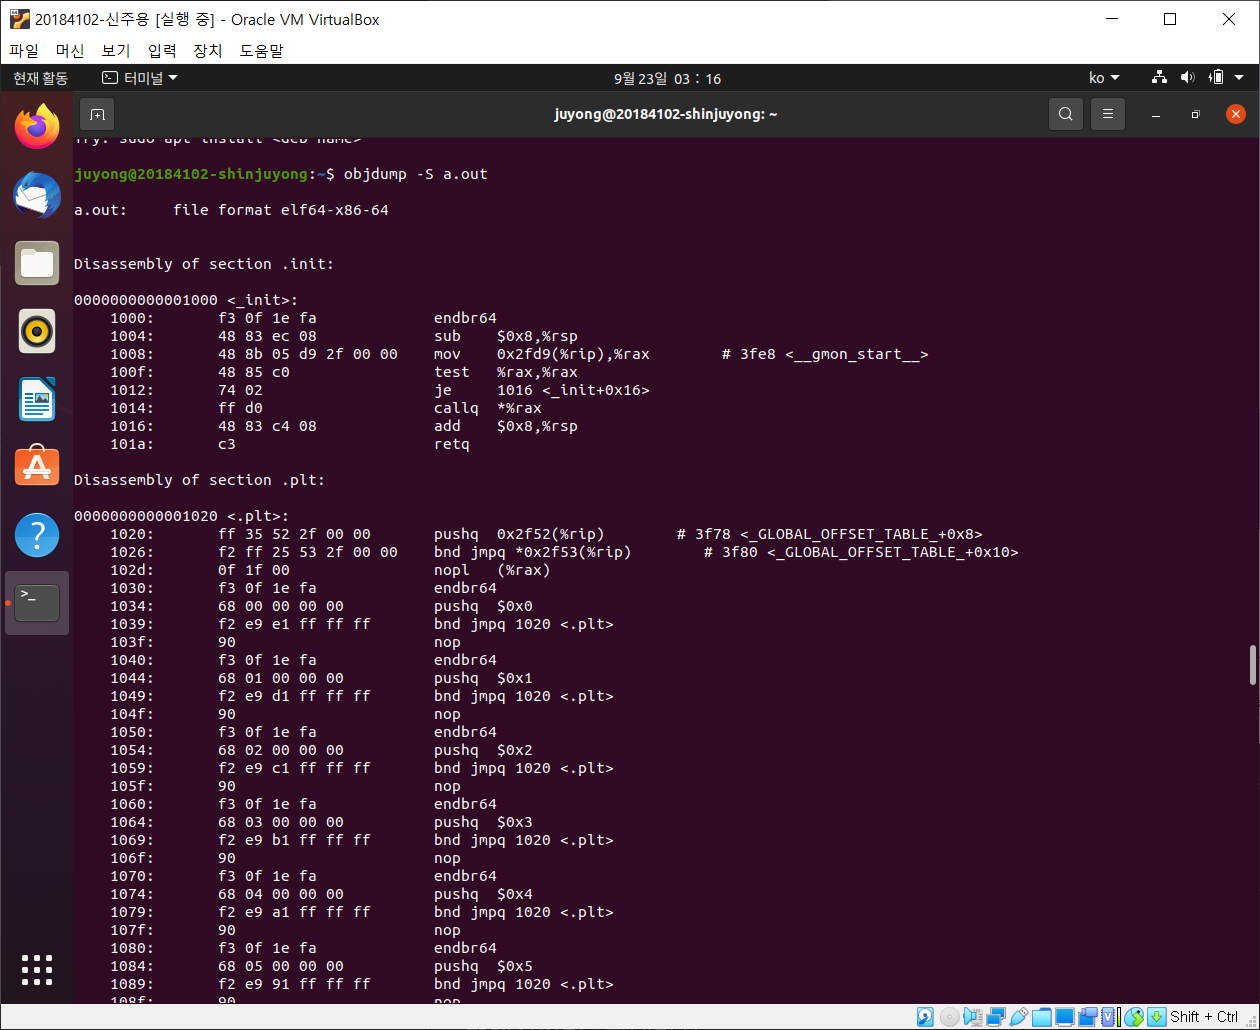 20184102-신주용 [실행 중] - Oracle VM VirtualBox
파일 머신 보기 입력 장치 도움말
현재 활동 터미널 9월 23일 03 : 16 ko
juyong@20184102-shinjuyong: ~
Try: sudo apt install <deb name>
juyong@20184102-shinjuyong:~$ objdump -S a.out
a.out:     file format elf64-x86-64
Disassembly of section .init:
0000000000001000 <_init>:
    1000:       f3 0f 1e fa             endbr64
    1004:       48 83 ec 08             sub    $0x8,%rsp
    1008:       48 8b 05 d9 2f 00 00    mov    0x2fd9(%rip),%rax        # 3fe8 <__gmon_start__>
    100f:       48 85 c0                test   %rax,%rax
    1012:       74 02                   je     1016 <_init+0x16>
    1014:       ff d0                   callq  *%rax
    1016:       48 83 c4 08             add    $0x8,%rsp
    101a:       c3                      retq
Disassembly of section .plt:
0000000000001020 <.plt>:
    1020:       ff 35 52 2f 00 00       pushq  0x2f52(%rip)        # 3f78 <_GLOBAL_OFFSET_TABLE_+0x8>
    1026:       f2 ff 25 53 2f 00 00    bnd jmpq *0x2f53(%rip)        # 3f80 <_GLOBAL_OFFSET_TABLE_+0x10>
    102d:       0f 1f 00                nopl   (%rax)
    1030:       f3 0f 1e fa             endbr64
    1034:       68 00 00 00 00          pushq  $0x0
    1039:       f2 e9 e1 ff ff ff       bnd jmpq 1020 <.plt>
    103f:       90                      nop
    1040:       f3 0f 1e fa             endbr64
    1044:       68 01 00 00 00          pushq  $0x1
    1049:       f2 e9 d1 ff ff ff       bnd jmpq 1020 <.plt>
    104f:       90                      nop
    1050:       f3 0f 1e fa             endbr64
    1054:       68 02 00 00 00          pushq  $0x2
    1059:       f2 e9 c1 ff ff ff       bnd jmpq 1020 <.plt>
    105f:       90                      nop
    1060:       f3 0f 1e fa             endbr64
    1064:       68 03 00 00 00          pushq  $0x3
    1069:       f2 e9 b1 ff ff ff       bnd jmpq 1020 <.plt>
    106f:       90                      nop
    1070:       f3 0f 1e fa             endbr64
    1074:       68 04 00 00 00          pushq  $0x4
    1079:       f2 e9 a1 ff ff ff       bnd jmpq 1020 <.plt>
    107f:       90                      nop
    1080:       f3 0f 1e fa             endbr64
    1084:       68 05 00 00 00          pushq  $0x5
    1089:       f2 e9 91 ff ff ff       bnd jmpq 1020 <.plt>
    108f:       90                      nop
Shift + Ctrl